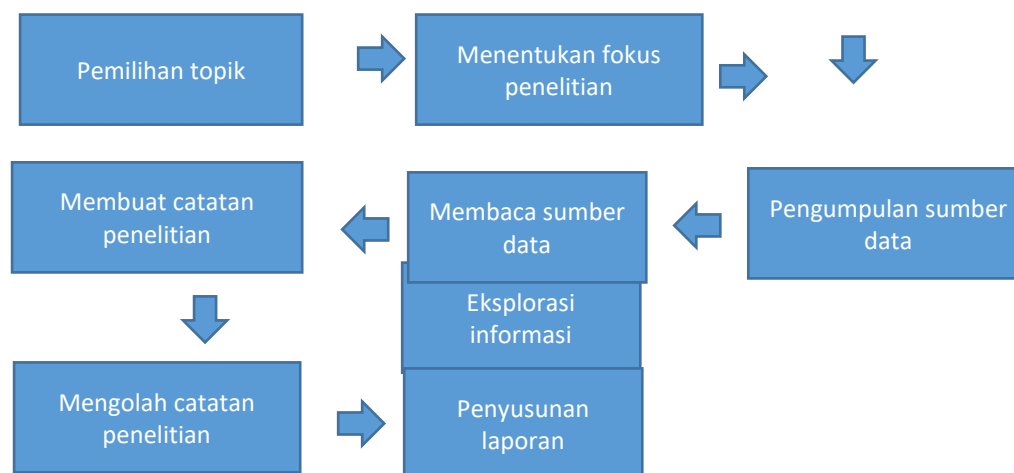 Pemilihan topik
Menentukan fokus
penelitian
Pengumpulan sumber
data
Membaca sumber
data
Membuat catatan
penelitian
Eksplorasi
informasi
Mengolah catatan
penelitian
Penyusunan
laporan